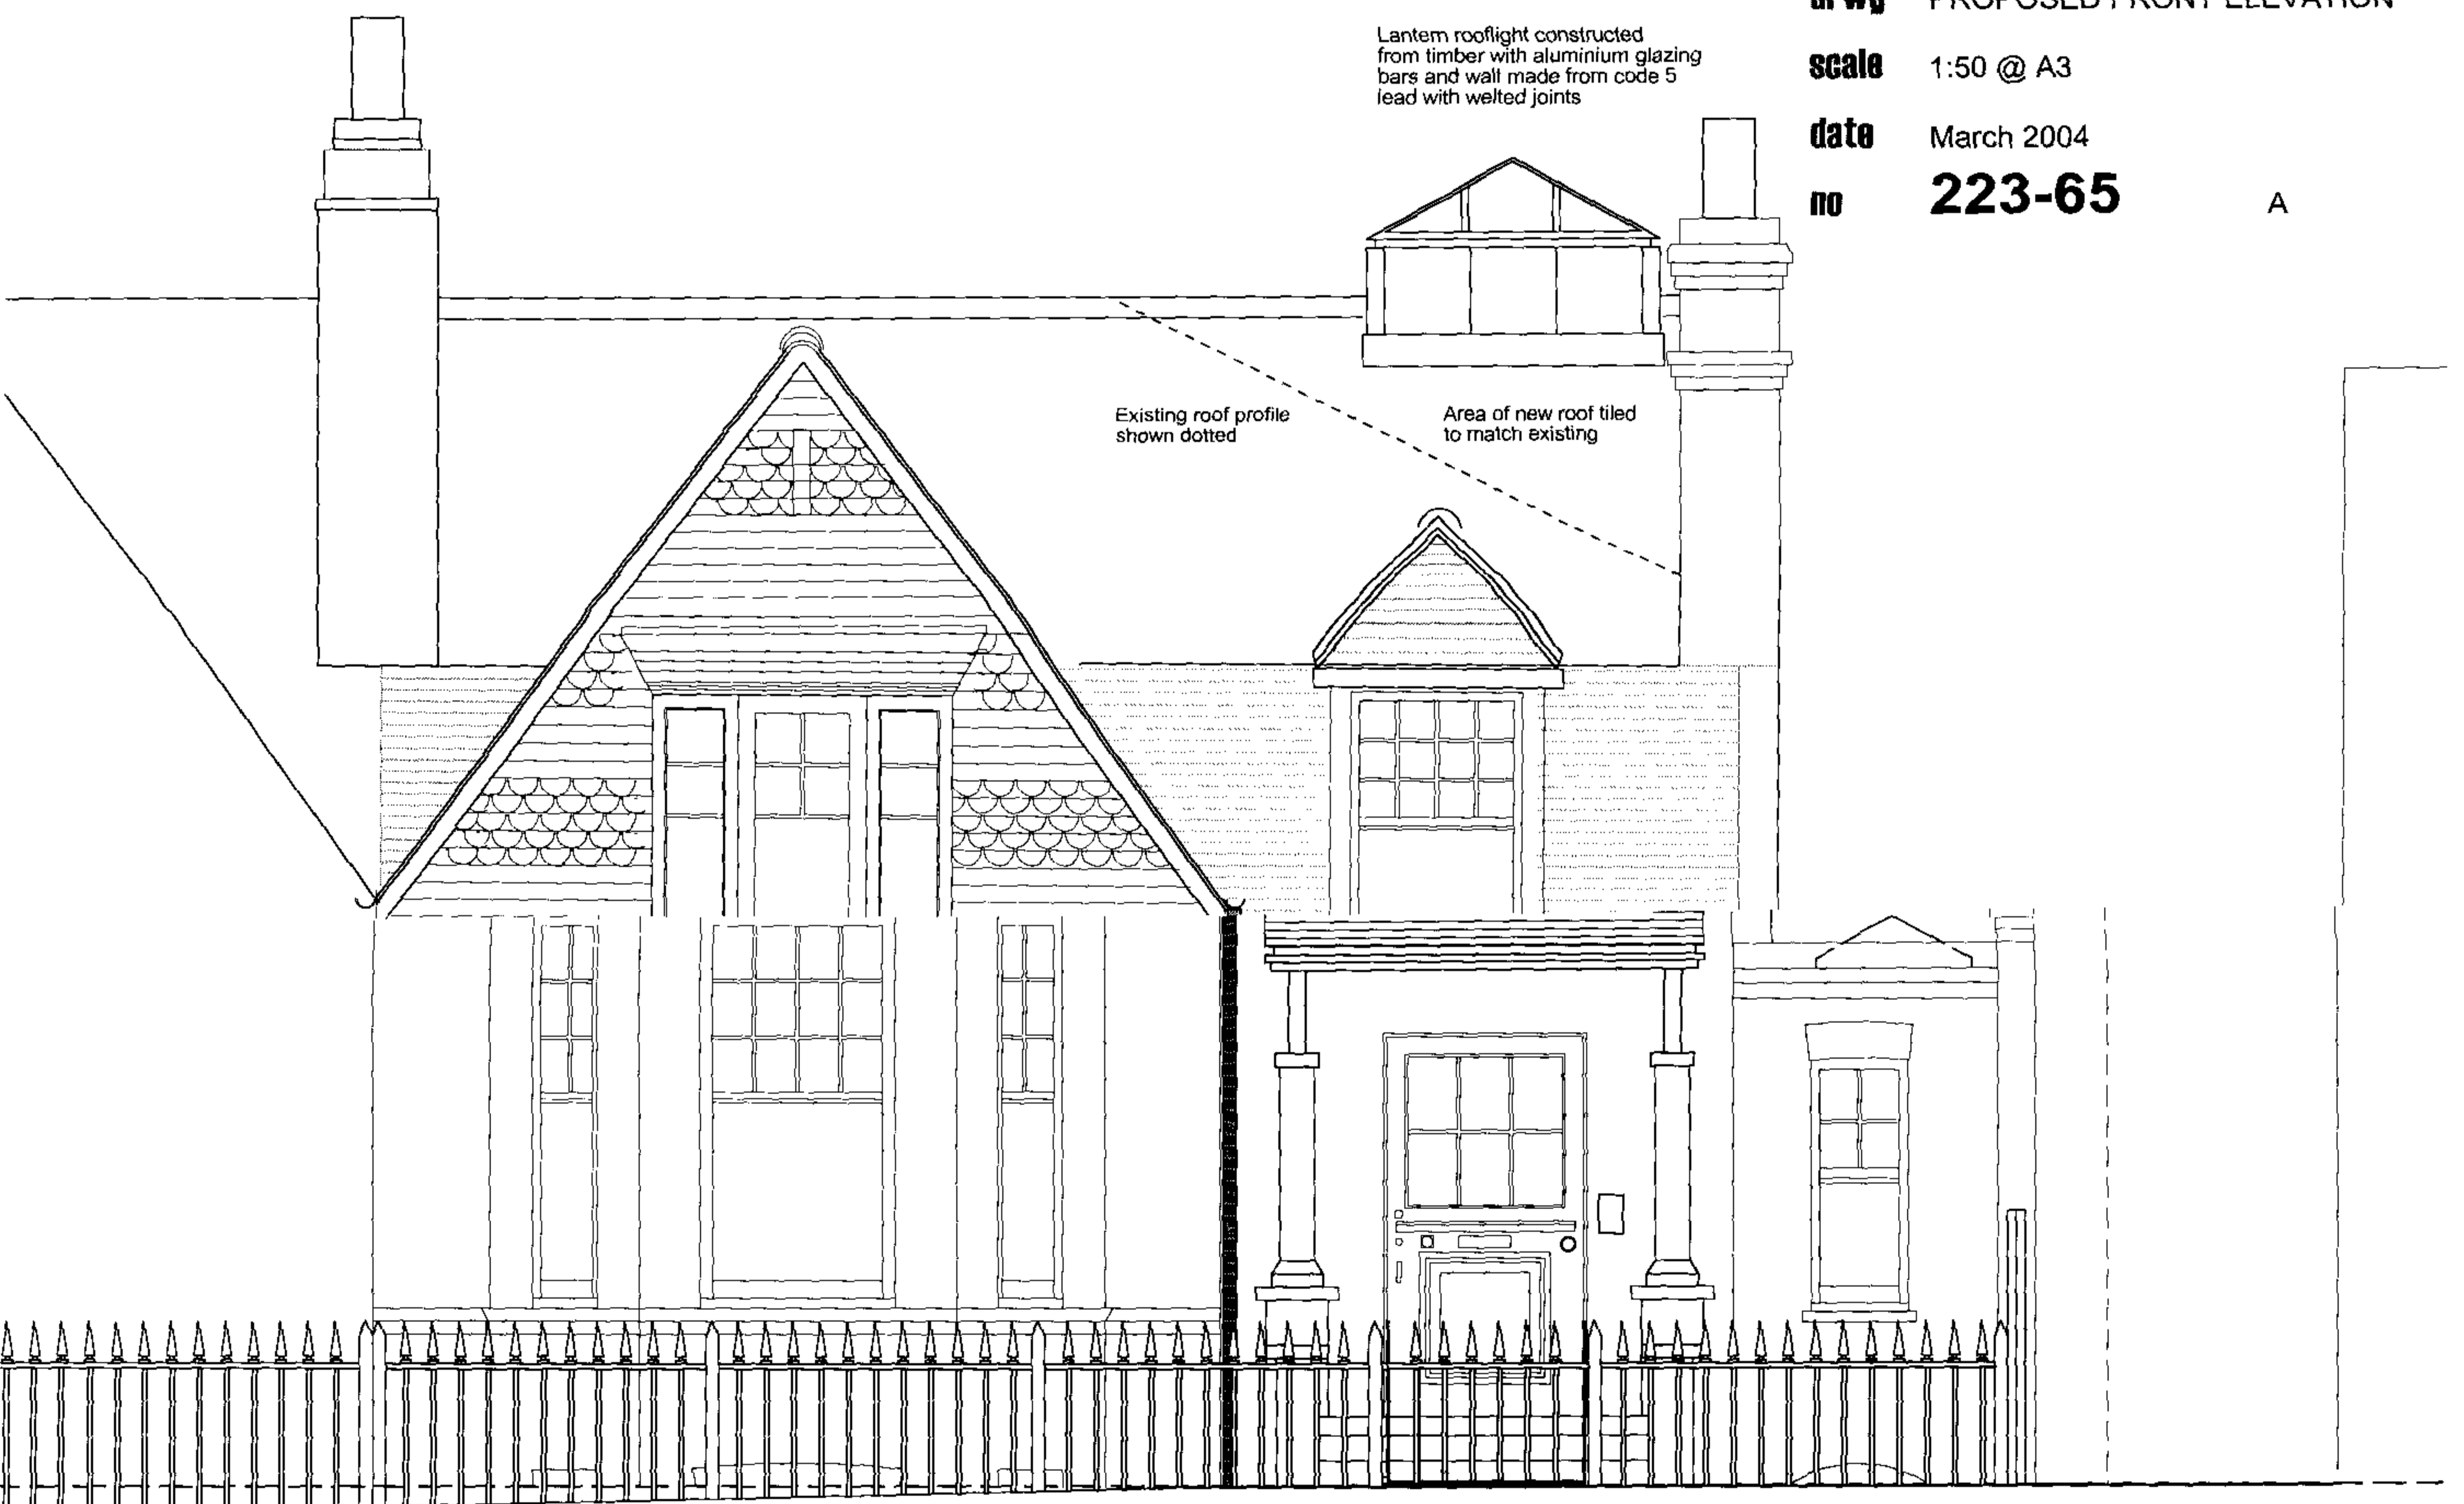 drwg PROPOSED FRONT ELEVATION
Lantern rooflight constructed
from timber with aluminium glazing
bars and wall made from code 5
lead with welted joints
scale 1:50 @ A3
date March 2004
no 223-65 A
Existing roof profile
shown dotted
Area of new roof tiled
to match existing